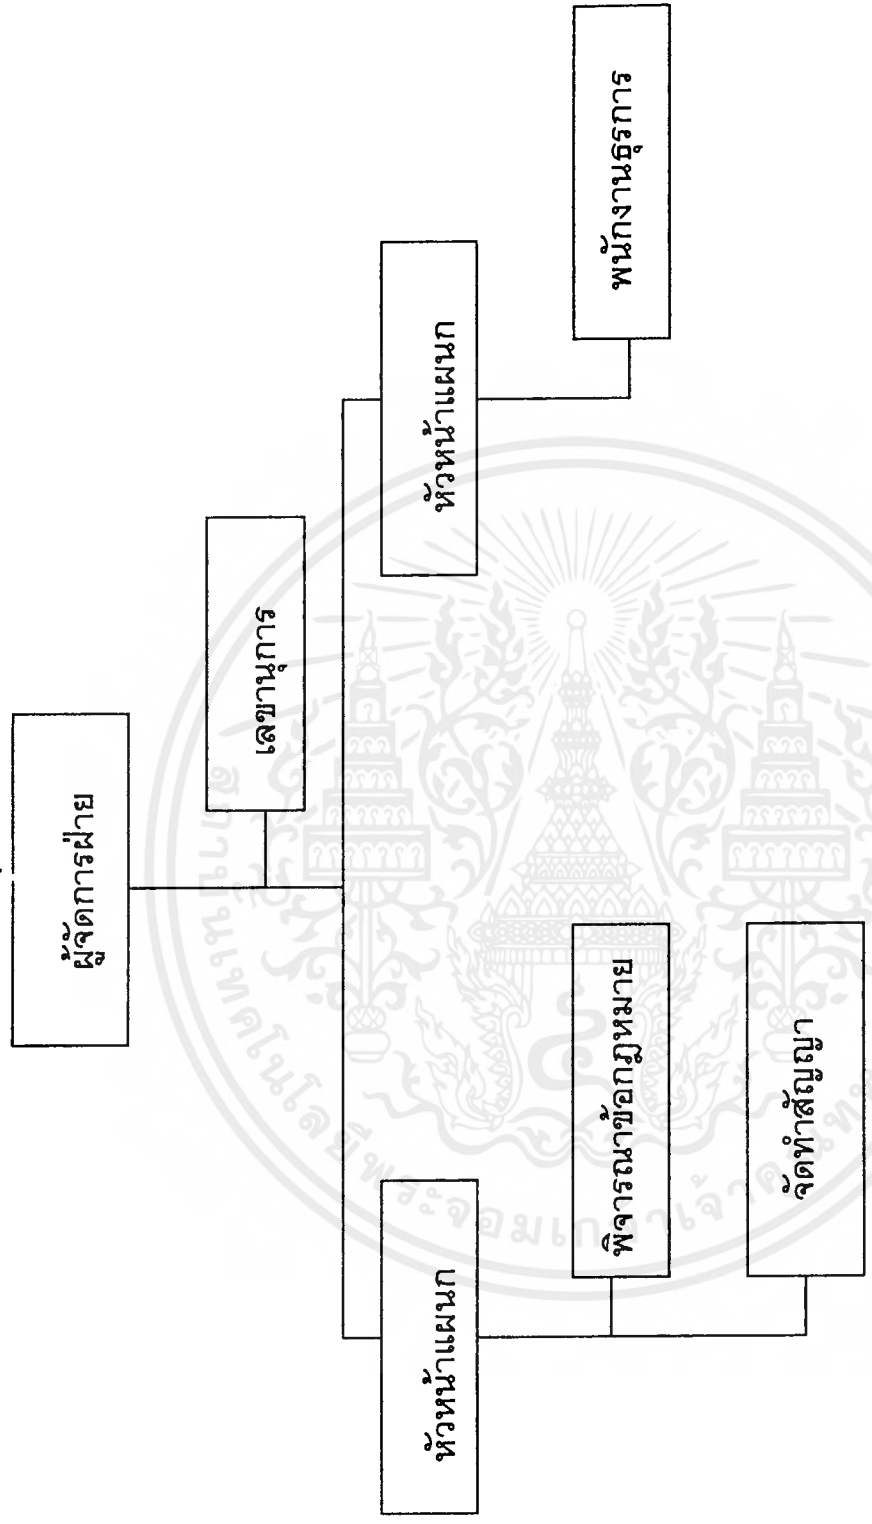 ผู้จัดการฝ่าย
เลขานุการ
หัวหน้าแผนก
หัวหน้าแผนก
พิจารณาข้อกฎหมาย
พนักงานธุรการ
จัดทำสัญญา